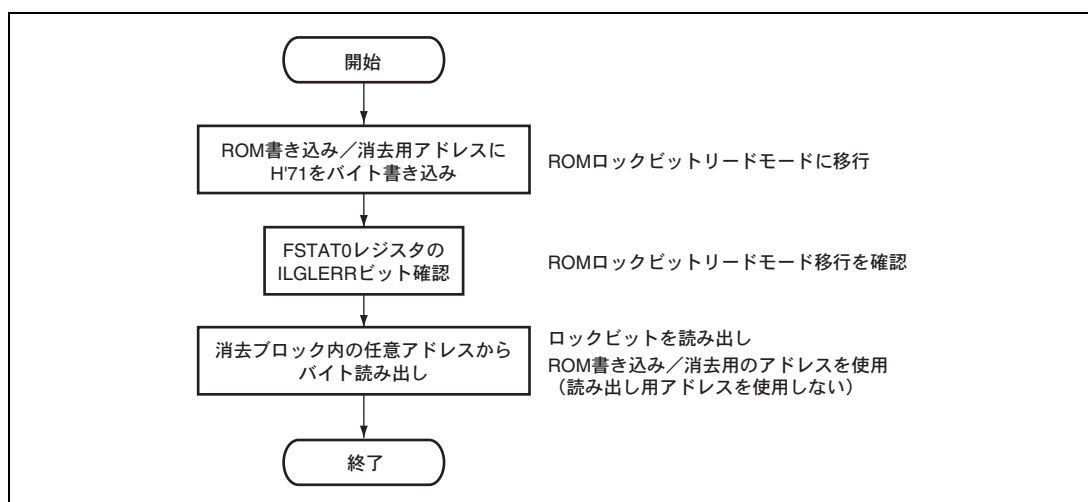 開始
ROM書き込み／消去用アドレスに
H'71をバイト書き込み
ROMロックビットリードモードに移行
FSTAT0レジスタの
ILGLERRビット確認
ROMロックビットリードモード移行を確認
消去ブロック内の任意アドレスから
バイト読み出し
ロックビットを読み出し
ROM書き込み／消去用のアドレスを使用
（読み出し用アドレスを使用しない）
終了